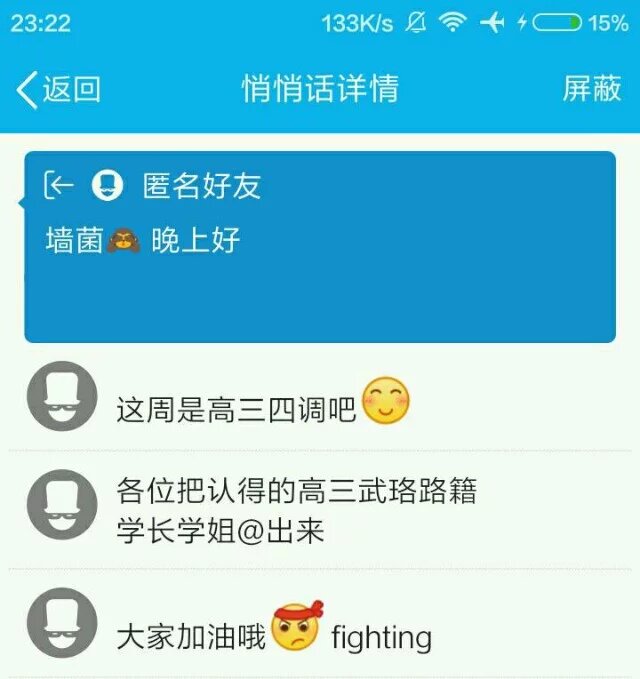 23:22 133K/s 15%
返回 悄悄话详情 屏蔽
匿名好友
墙菌🙈 晚上好
这周是高三四调吧😊
各位把认得的高三武珞路籍
学长学姐@出来
大家加油哦 fighting